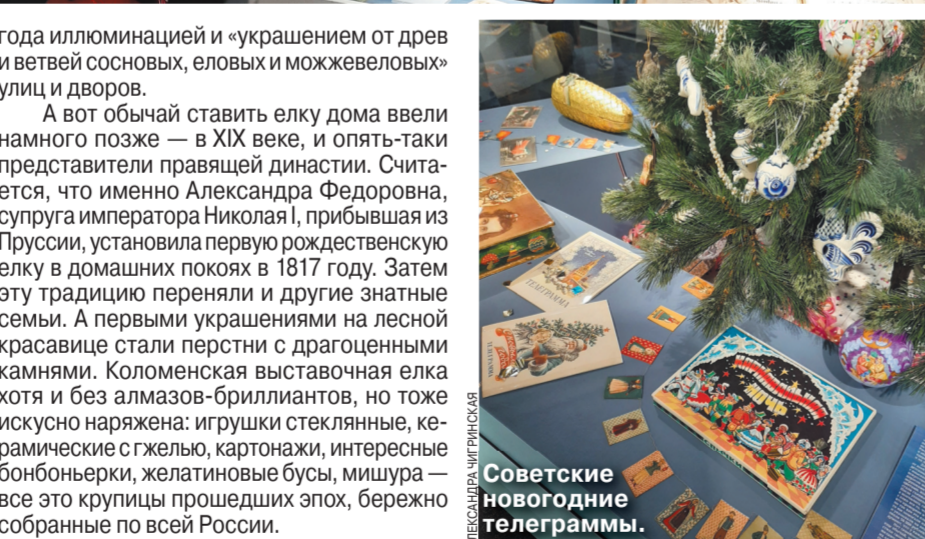 года иллюминацией и «украшением от древ
и ветвей сосновых, еловых и можжевеловых»
улиц и дворов.
А вот обычай ставить елку дома ввели
намного позже — в XIX веке, и опять-таки
представители правящей династии. Счита-
ется, что именно Александра Федоровна,
супруга императора Николая I, прибывшая из
Пруссии, установила первую рождественскую
елку в домашних покоях в 1817 году. Затем
эту традицию переняли и другие знатные
семьи. А первыми украшениями на лесной
красавице стали перстни с драгоценными
камнями. Коломенская выставочная елка
хотя и без алмазов-бриллиантов, но тоже
искусно наряжена: игрушки стеклянные, ке-
рамические с гжелью, картонажи, интересные
бонбоньерки, желатиновые бусы, мишура —
все это крупицы прошедших эпох, бережно
собранные по всей России.
ЛЕКСАНДРА ЧИГРИНСКАЯ
ТЕЛЕГРАММА
ТЕЛЕГРАММА
НОЧЬ
Советские
новогодние
телеграммы.